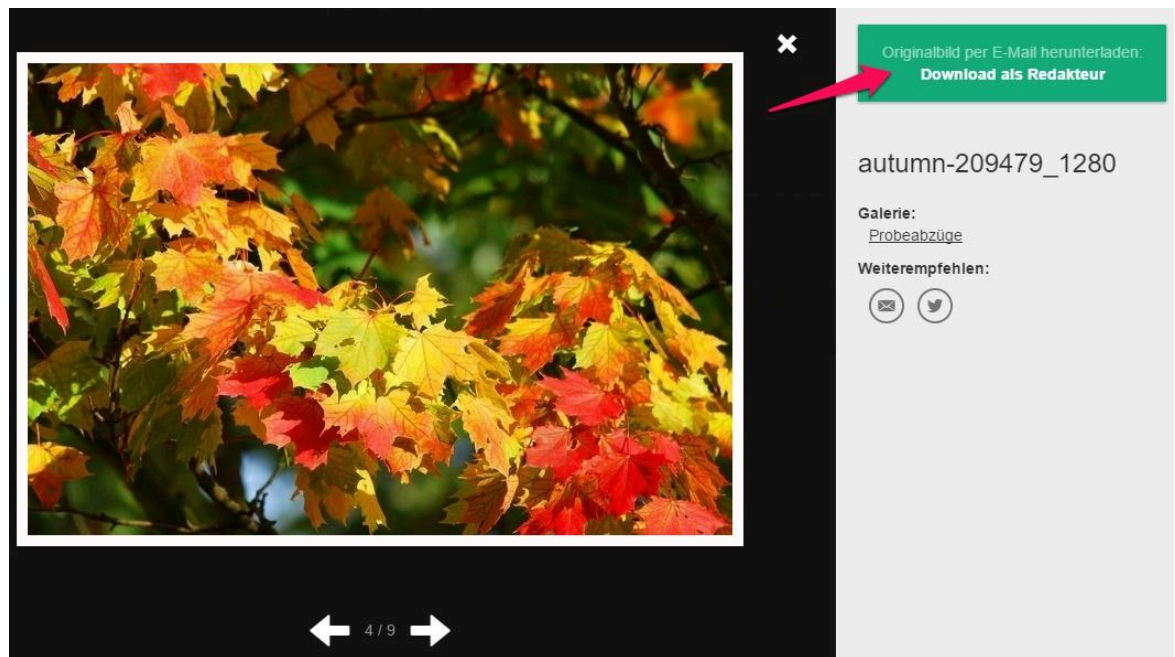 Originalbild per E-Mail herunterladen:
Download als Redakteur
autumn-209479_1280
Galerie:
Probeabzüge
Weiterempfehlen:
4 / 9